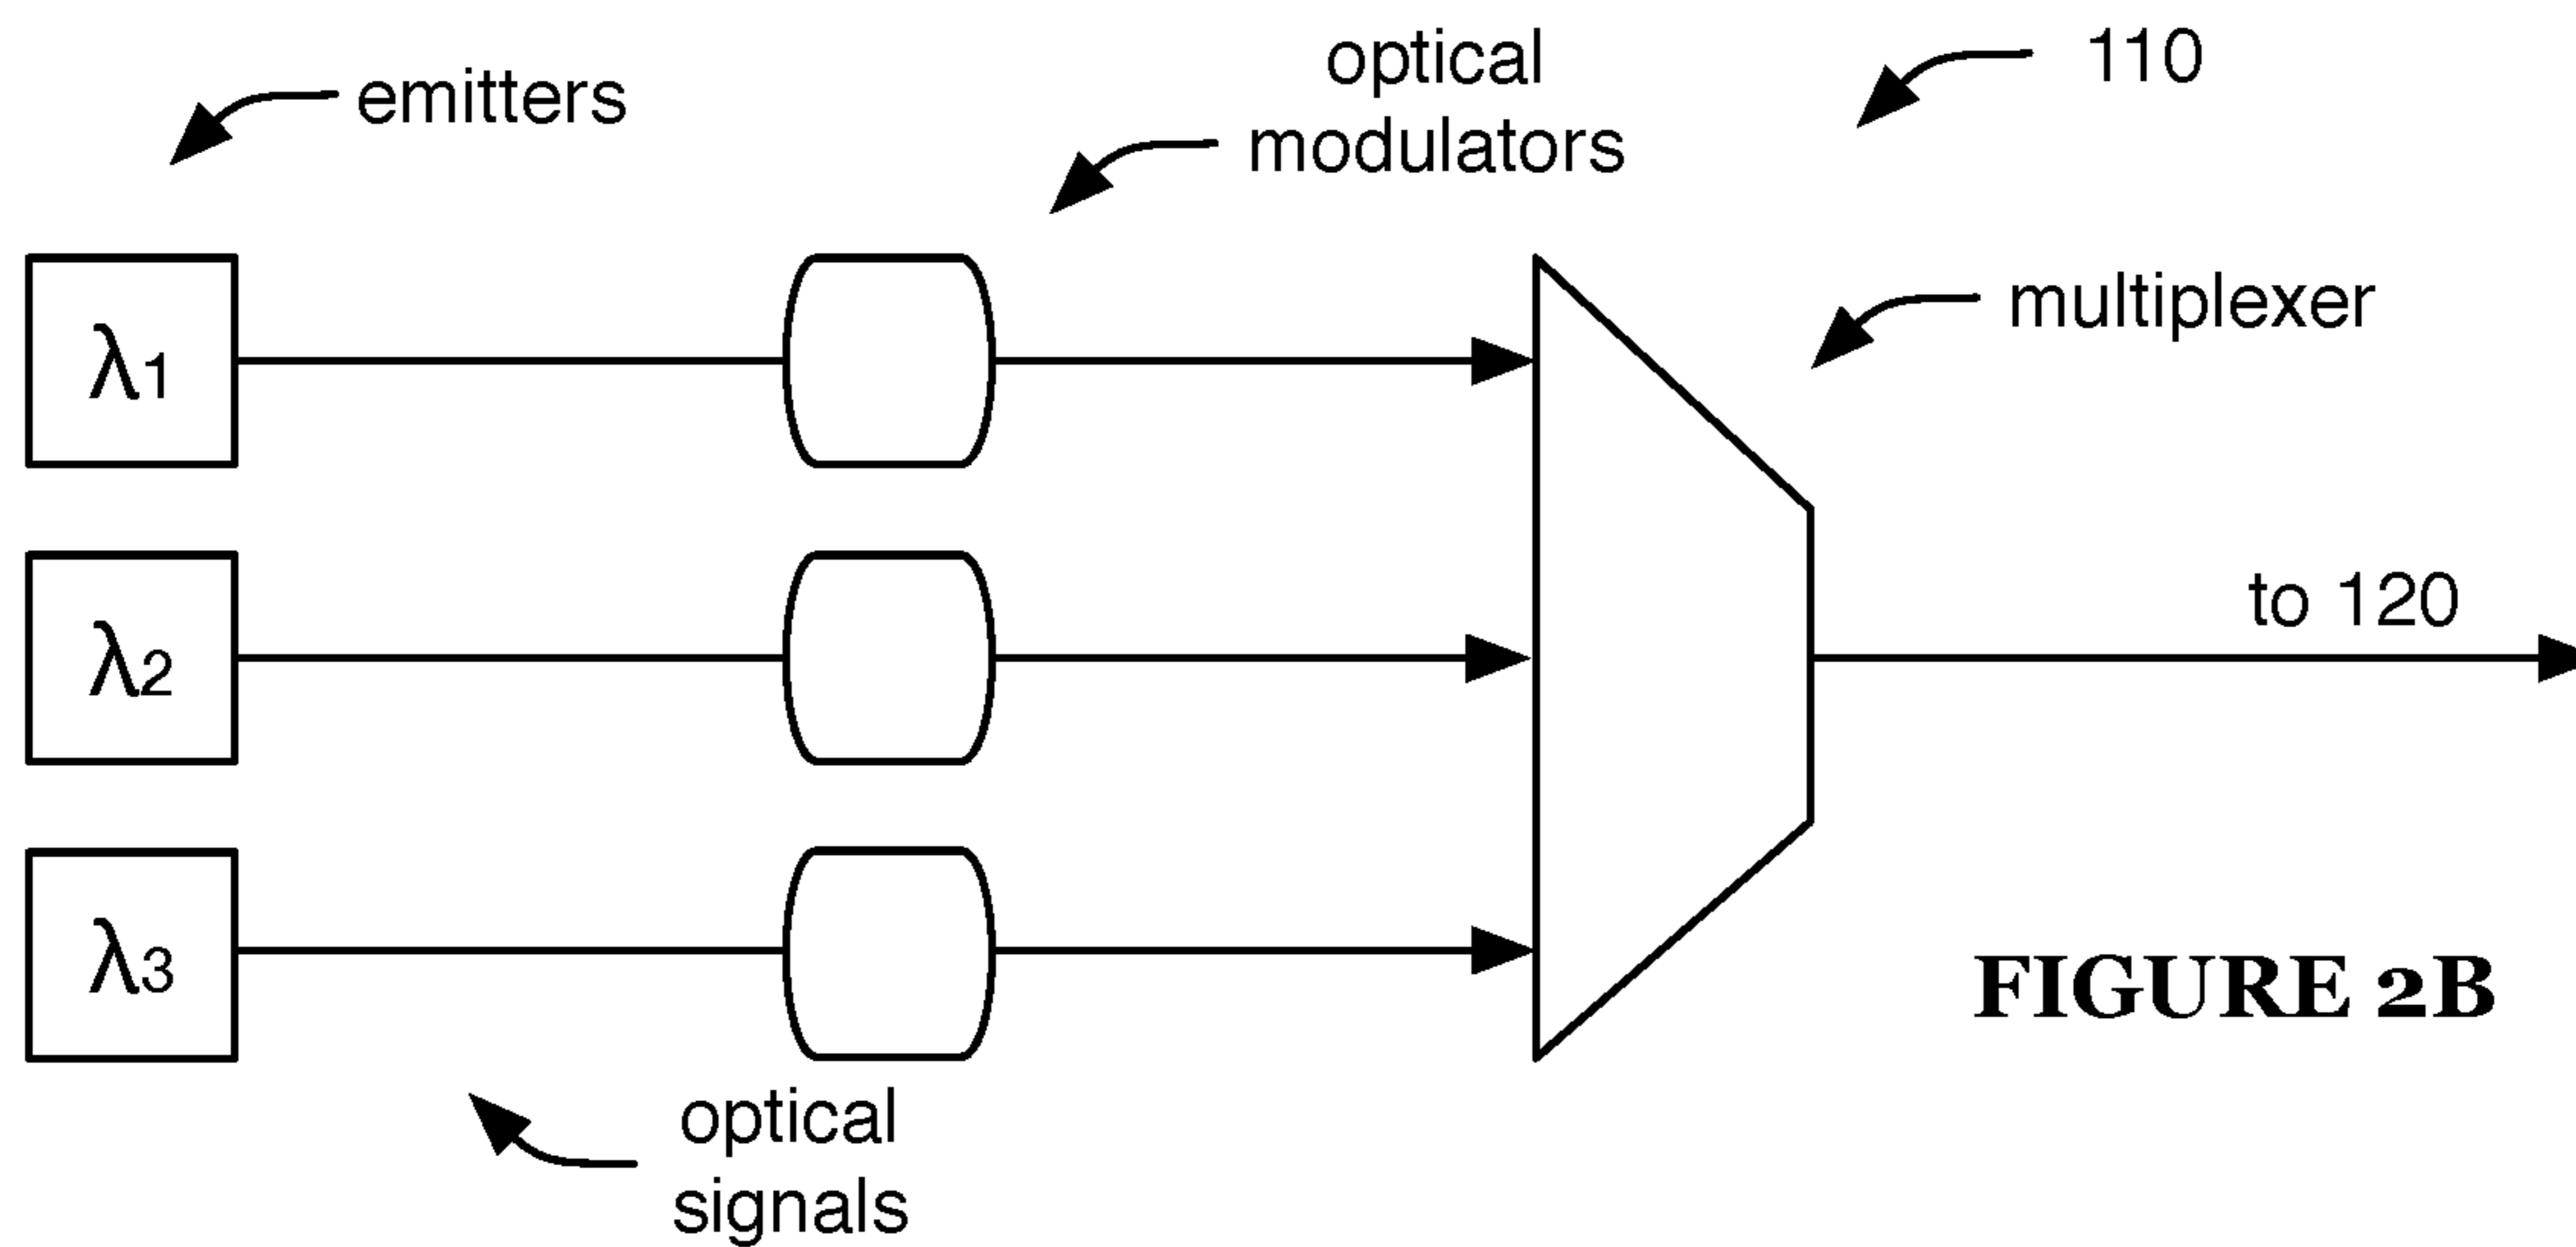 emitters
optical
modulators
110
multiplexer
λ1
λ2
λ3
to 120
optical
signals
FIGURE 2B